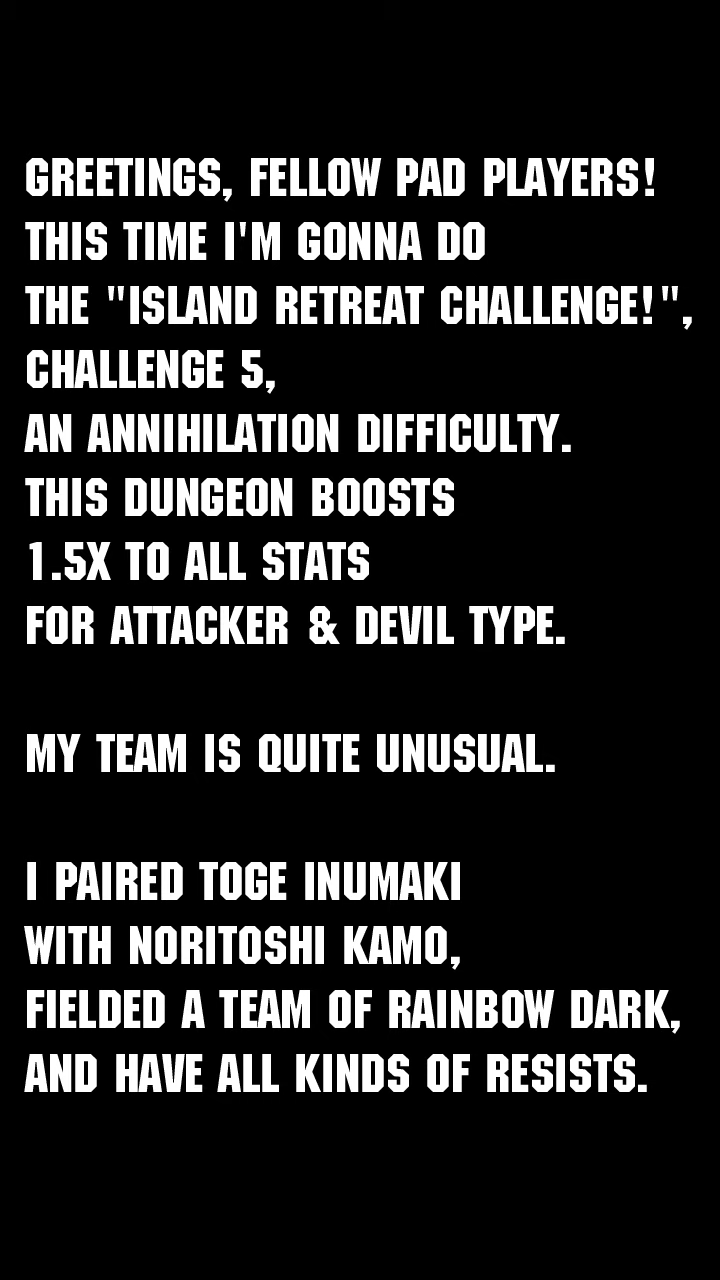 GREETINGS, FELLOW PAD PLAYERS!
THIS TIME I'M GONNA DO
THE "ISLAND RETREAT CHALLENGE!",
CHALLENGE 5,
AN ANNIHILATION DIFFICULTY.
THIS DUNGEON BOOSTS
1.5X TO ALL STATS
FOR ATTACKER & DEVIL TYPE.
MY TEAM IS QUITE UNUSUAL.
I PAIRED TOGE INUMAKI
WITH NORITOSHI KAMO,
FIELDED A TEAM OF RAINBOW DARK,
AND HAVE ALL KINDS OF RESISTS.